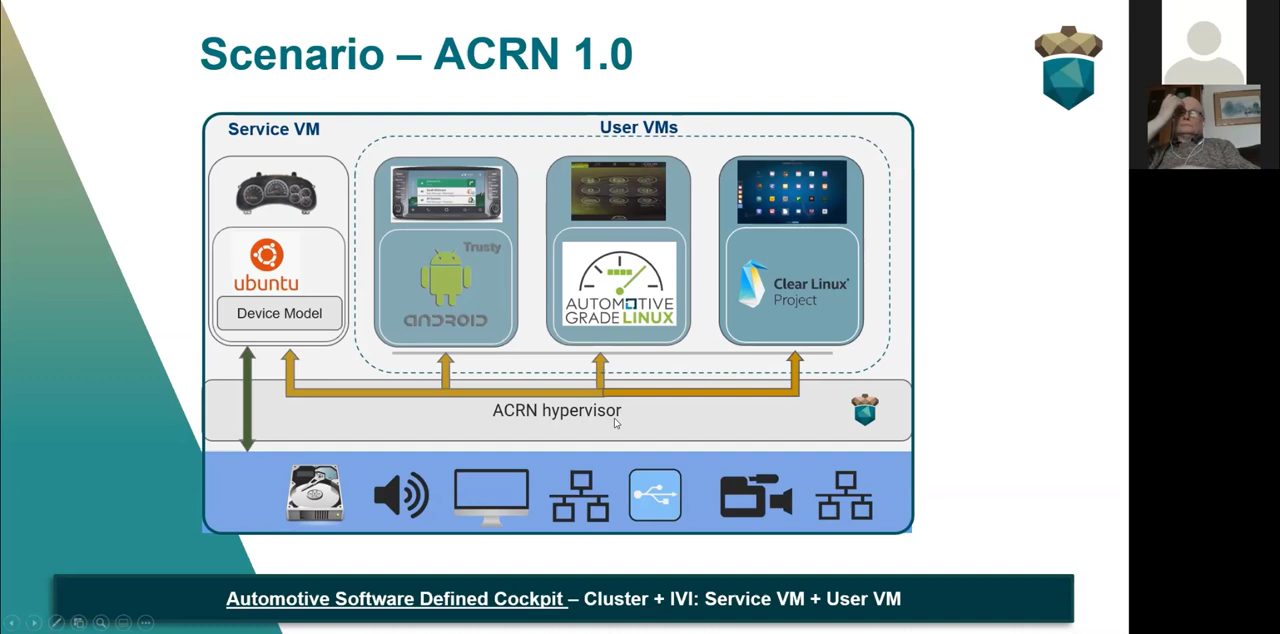 Scenario – ACRN 1.0
Service VM
User VMs
ubuntu
Device Model
Trusty
ANDROID
AUTOMOTIVE
GRADE LINUX
Clear Linux*
Project
ACRN hypervisor
Automotive Software Defined Cockpit – Cluster + IVI: Service VM + User VM